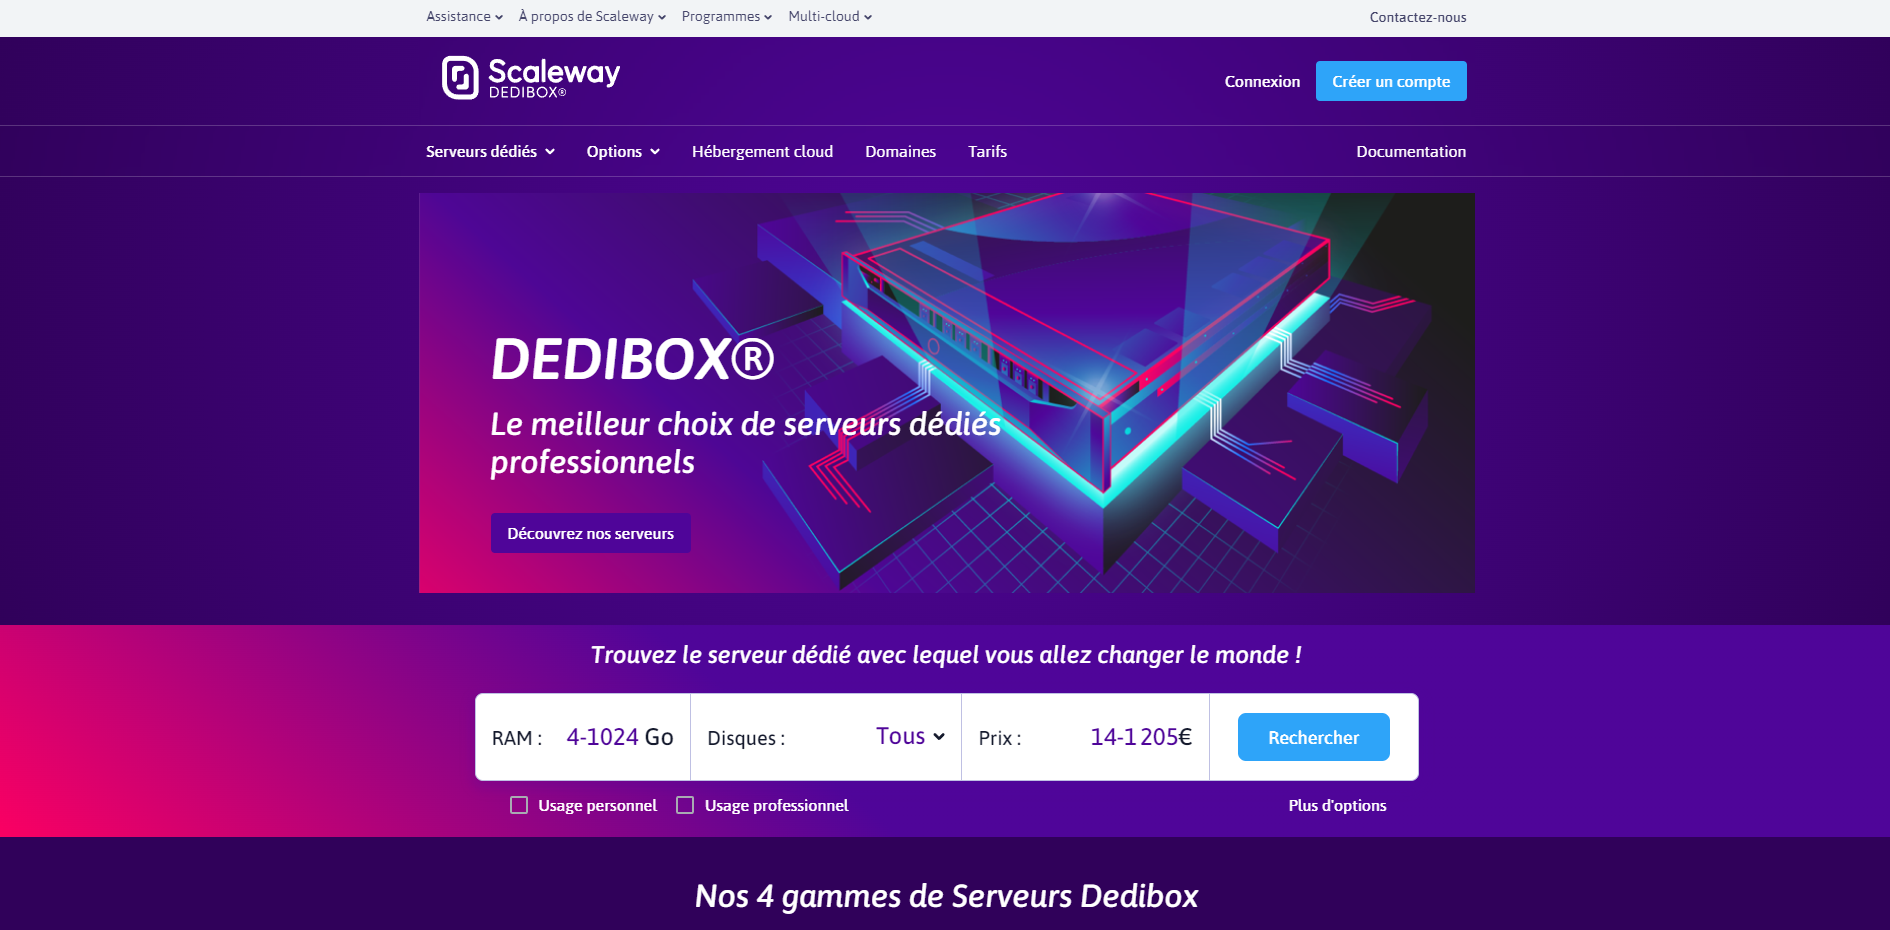 Assistance
À propos de Scaleway
Programmes
Multi-cloud
Contactez-nous
Scaleway
DEDIBOX®
Connexion
Créer un compte
Serveurs dédiés
Options
Hébergement cloud
Domaines
Tarifs
Documentation
DEDIBOX®
Le meilleur choix de serveurs dédiés
professionnels
Découvrez nos serveurs
Trouvez le serveur dédié avec lequel vous allez changer le monde !
RAM : 4-1024 Go
Disques : Tous
Prix : 14-1 205€
Rechercher
Usage personnel
Usage professionnel
Plus d'options
Nos 4 gammes de Serveurs Dedibox